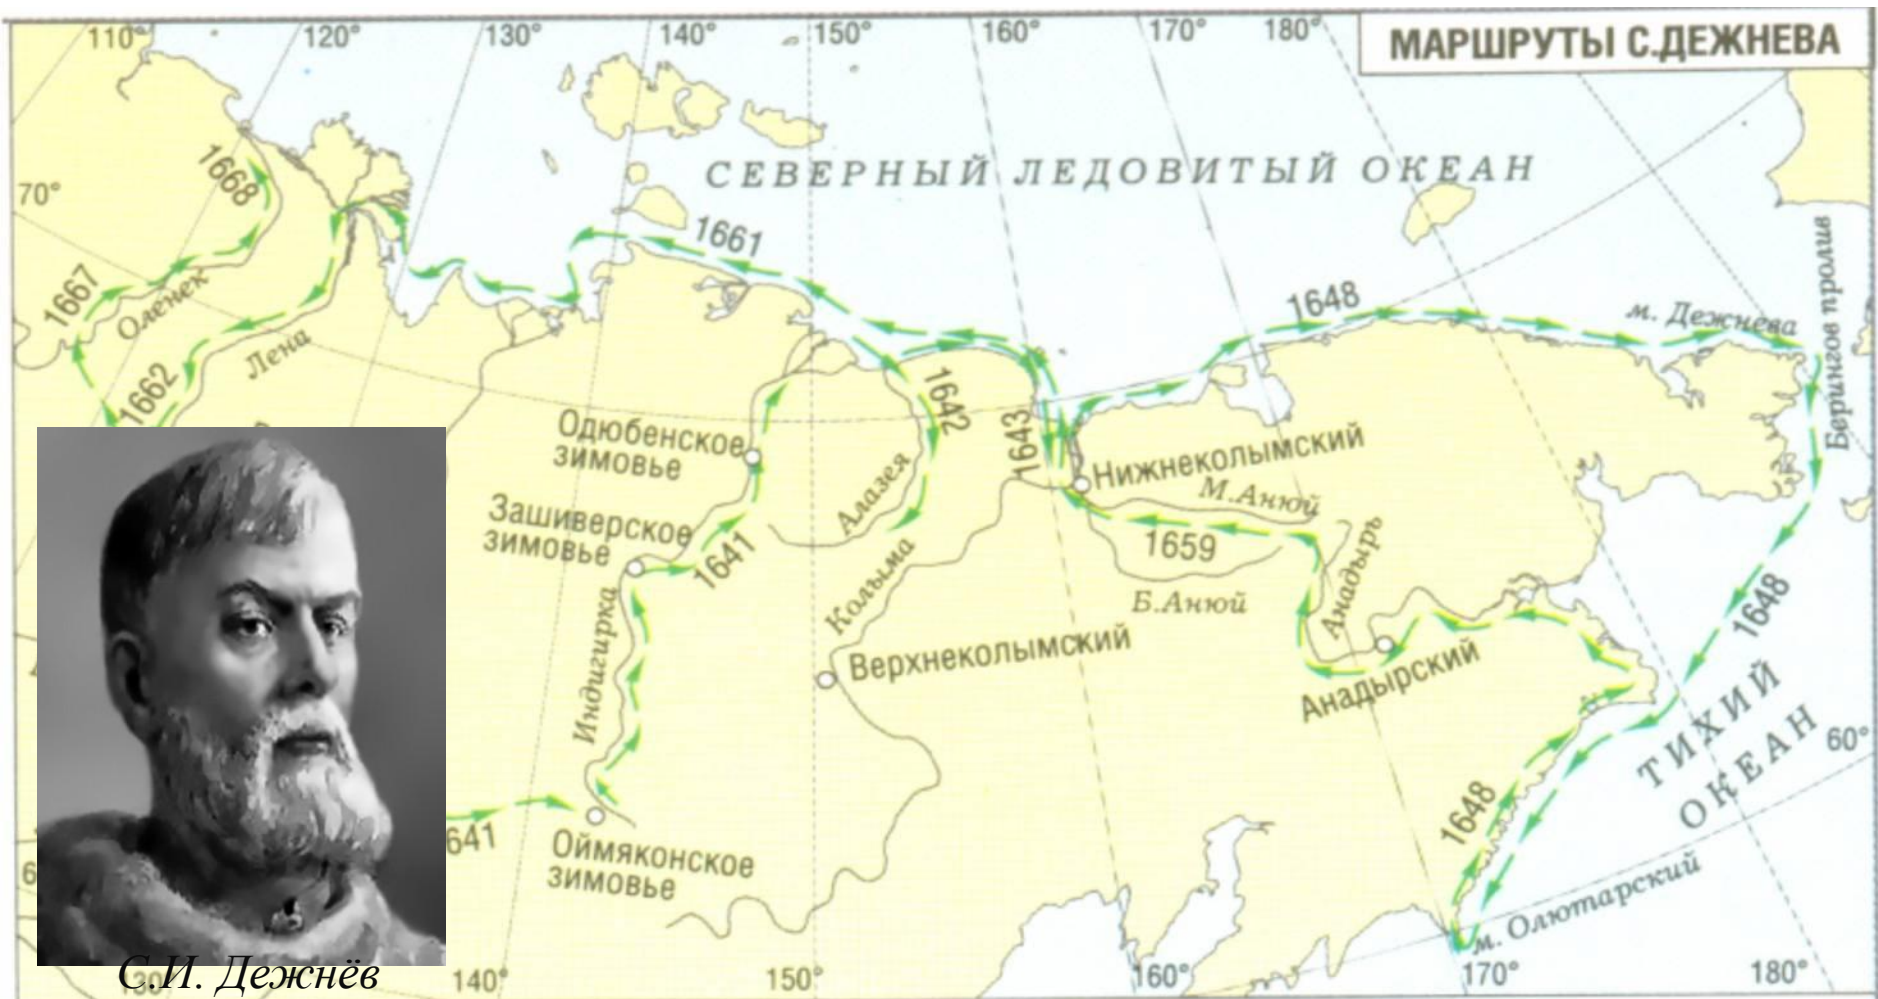 110° 120° 130° 140° 150° 160° 170° 180°
МАРШРУТЫ С.ДЕЖНЕВА
СЕВЕРНЫЙ ЛЕДОВИТЫЙ ОКЕАН
70°
1668
1667
Оленек
1662
Лена
1661
1648
м. Дежнева
Берингов пролив
1642
1643
Одюбенское
зимовье
Нижнеколымский
М.Анюй
Алазея
Зашиверское
зимовье
1641
1659
Анадырь
Колыма
Б.Анюй
1648
Индигирка
Верхнеколымский
Анадырский
ТИХИЙ
ОКЕАН
60°
1648
641
Оймяконское
зимовье
м. Олютарский
С.И. Дежнёв
130 140° 150° 160° 170° 180°